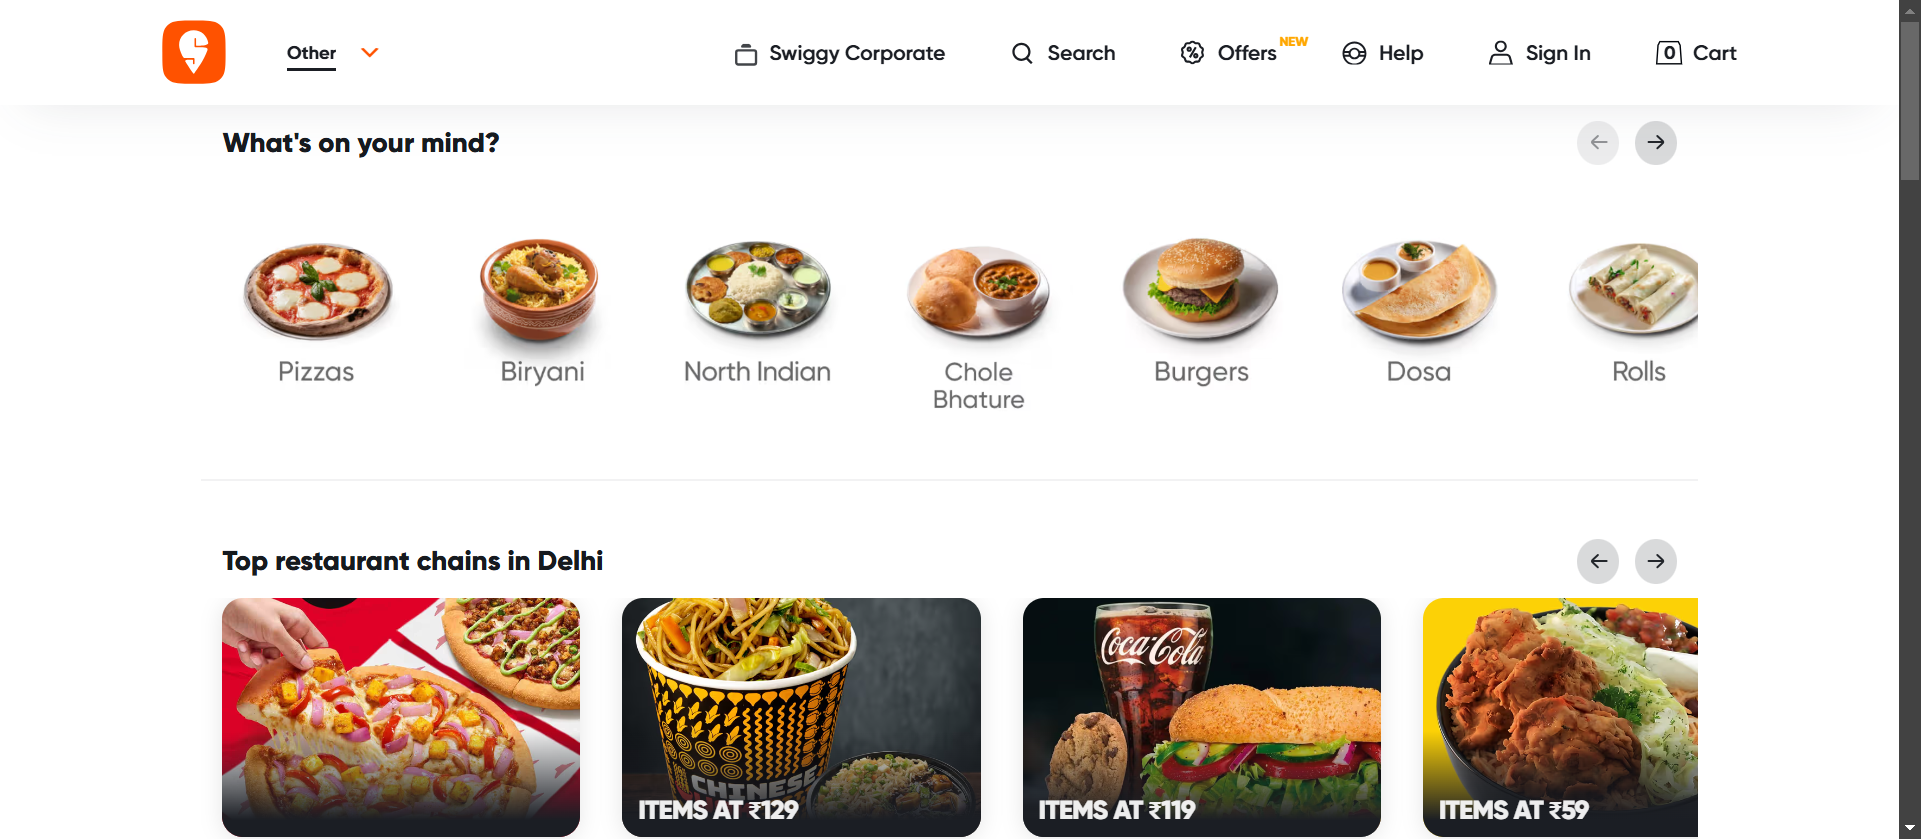 Other
Swiggy Corporate
Search
Offers
NEW
Help
Sign In
0
Cart
What's on your mind?
Pizzas
Biryani
North Indian
Chole
Bhature
Burgers
Dosa
Rolls
Top restaurant chains in Delhi
CHINESE
ITEMS AT ₹129
Coca-Cola
ITEMS AT ₹119
ITEMS AT ₹59